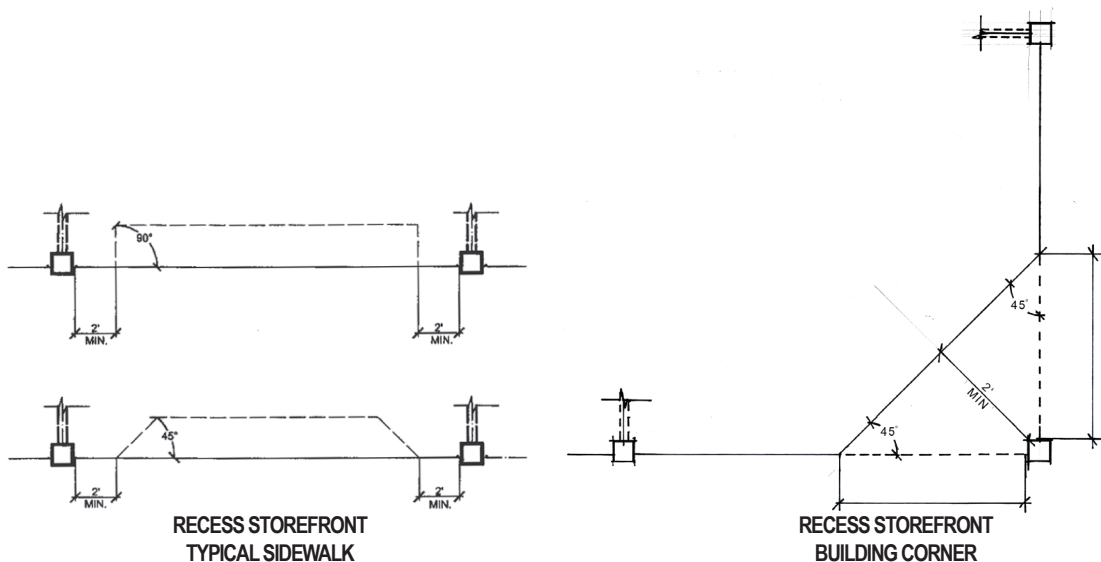 90°
2'
MIN.
2'
MIN.
45°
2'
MIN.
2'
MIN.
RECESS STOREFRONT
TYPICAL SIDEWALK
45°
2'
MIN
45°
RECESS STOREFRONT
BUILDING CORNER